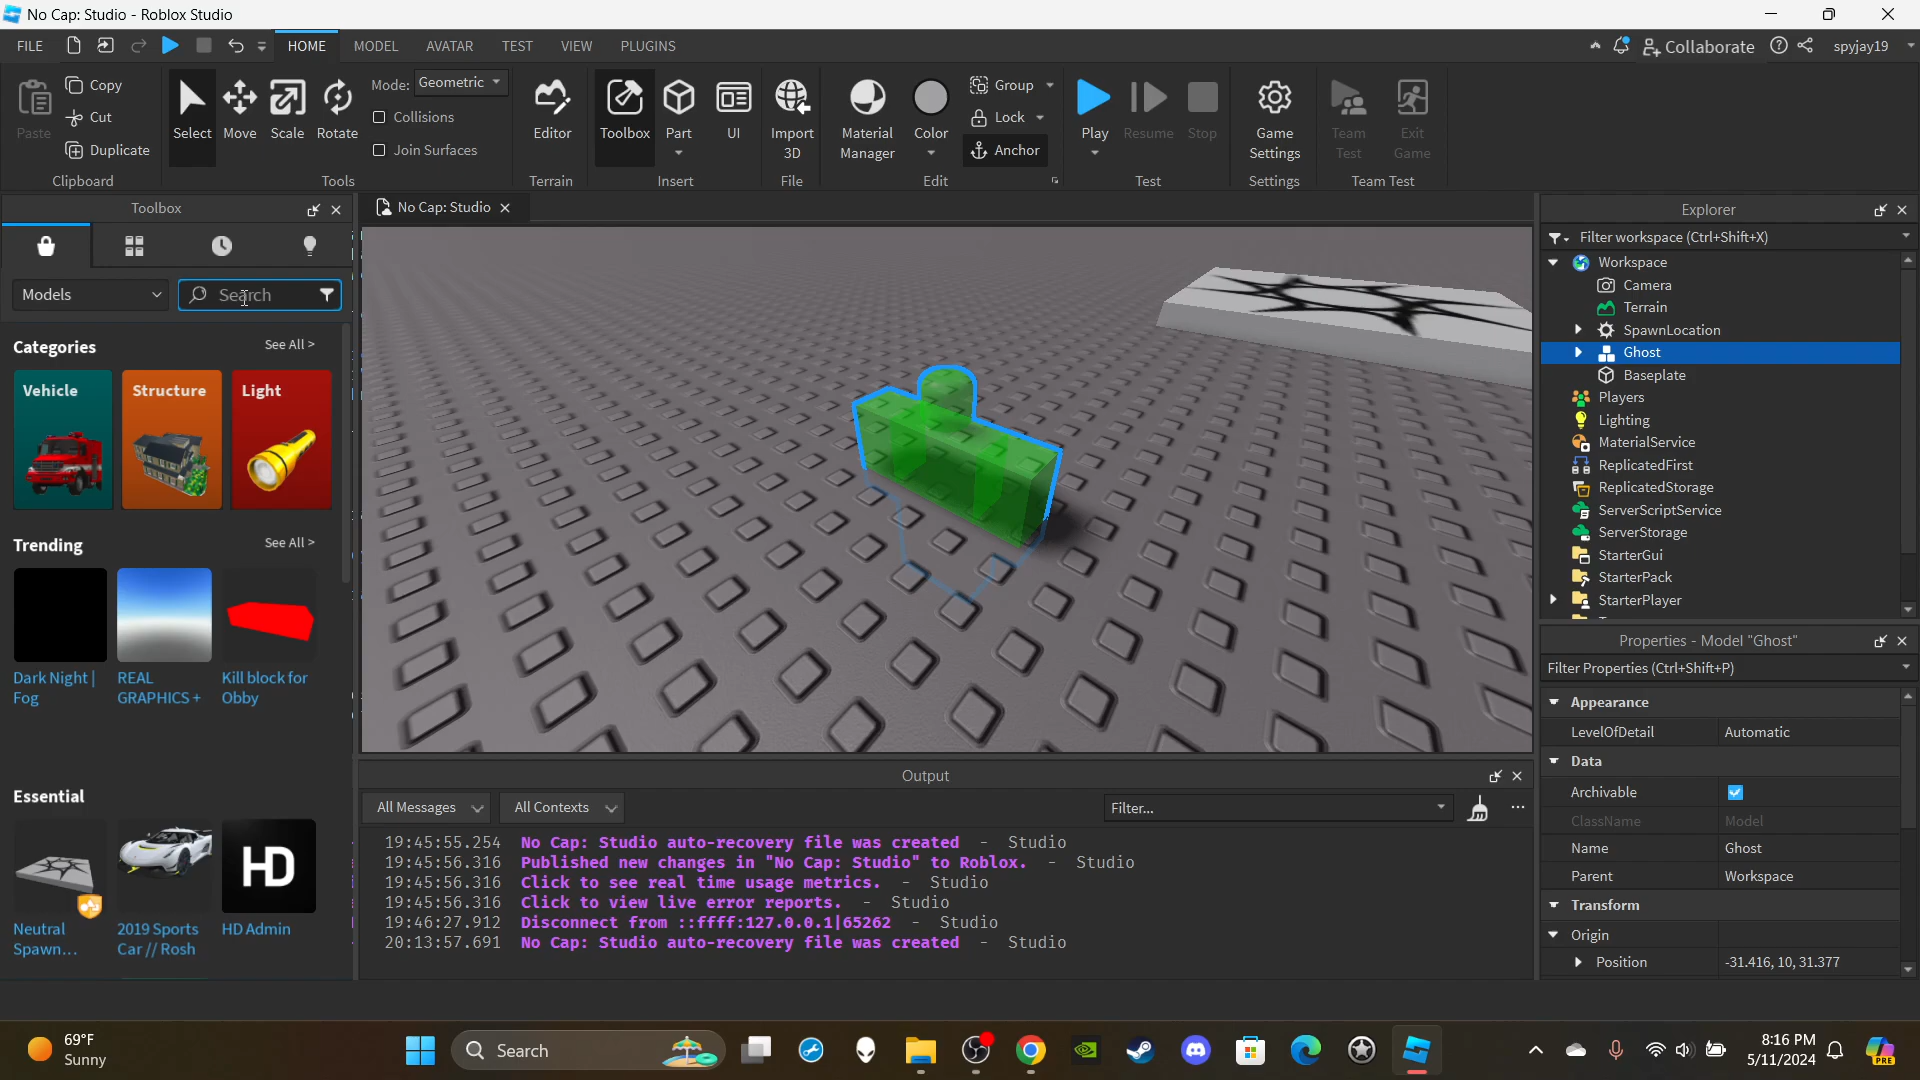 No Cap: Studio - Roblox Studio
FILE HOME MODEL AVATAR TEST VIEW PLUGINS Collaborate spyjay19
Paste Copy Cut Duplicate Clipboard
Select Move Scale Rotate Mode: Geometric Collisions Join Surfaces Tools
Editor Terrain
Toolbox Part UI Insert
Import 3D File
Material Manager Color Group Lock Anchor Edit
Play Resume Stop Test
Game Settings Settings
Team Test Exit Game Team Test
Toolbox
Models Search
Categories See All >
Vehicle Structure Light
Trending See All >
Dark Night | Fog
REAL GRAPHICS +
Kill block for Obby
Essential
HD
Neutral Spawn...
2019 Sports Car // Rosh
HD Admin
No Cap: Studio
Output
All Messages All Contexts Filter...
19:45:55.254 No Cap: Studio auto-recovery file was created - Studio
19:45:56.316 Published new changes in "No Cap: Studio" to Roblox. - Studio
19:45:56.316 Click to see real time usage metrics. - Studio
19:45:56.316 Click to view live error reports. - Studio
19:46:27.912 Disconnect from ::ffff:127.0.0.1|65262 - Studio
20:13:57.691 No Cap: Studio auto-recovery file was created - Studio
Explorer
Filter workspace (Ctrl+Shift+X)
Workspace
Camera
Terrain
SpawnLocation
Ghost
Baseplate
Players
Lighting
MaterialService
ReplicatedFirst
ReplicatedStorage
ServerScriptService
ServerStorage
StarterGui
StarterPack
StarterPlayer
Properties - Model "Ghost"
Filter Properties (Ctrl+Shift+P)
Appearance
LevelOfDetail Automatic
Data
Archivable
ClassName Model
Name Ghost
Parent Workspace
Transform
Origin
Position -31.416, 10, 31.377
69°F
Sunny
Search
8:16 PM
5/11/2024
PRE